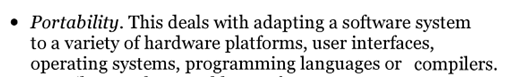 • Portability. This deals with adapting a software system
to a variety of hardware platforms, user interfaces,
operating systems, programming languages or compilers.